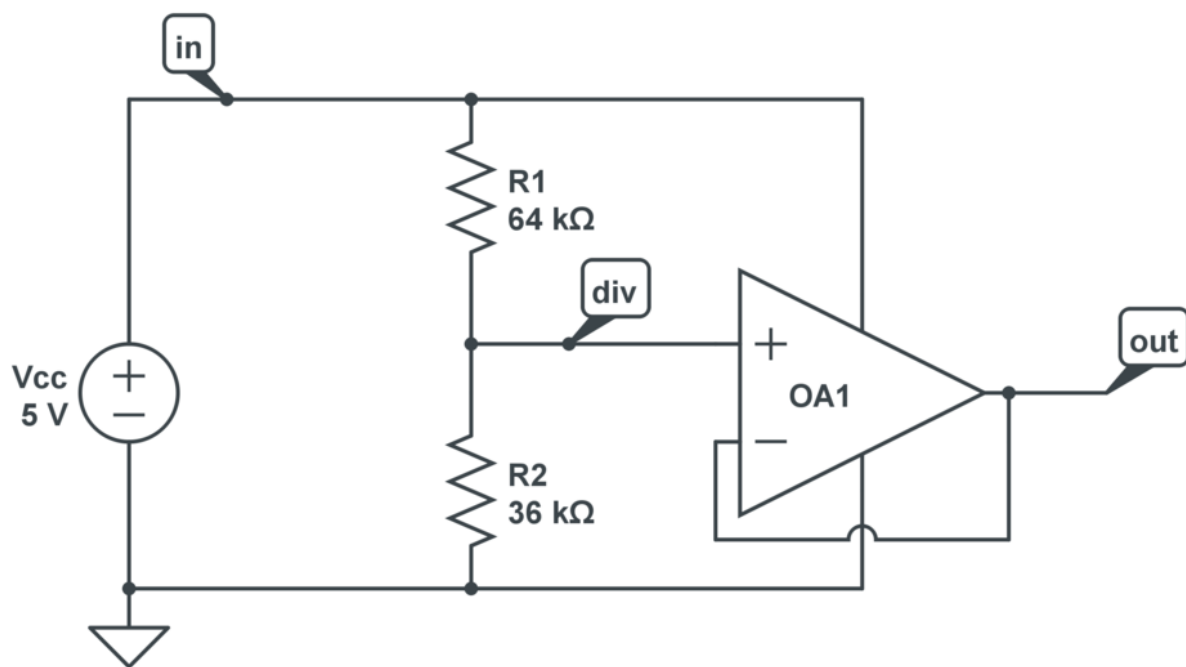 in
R1
64 kΩ
div
+
out
Vcc
5 V
+
−
OA1
−
R2
36 kΩ